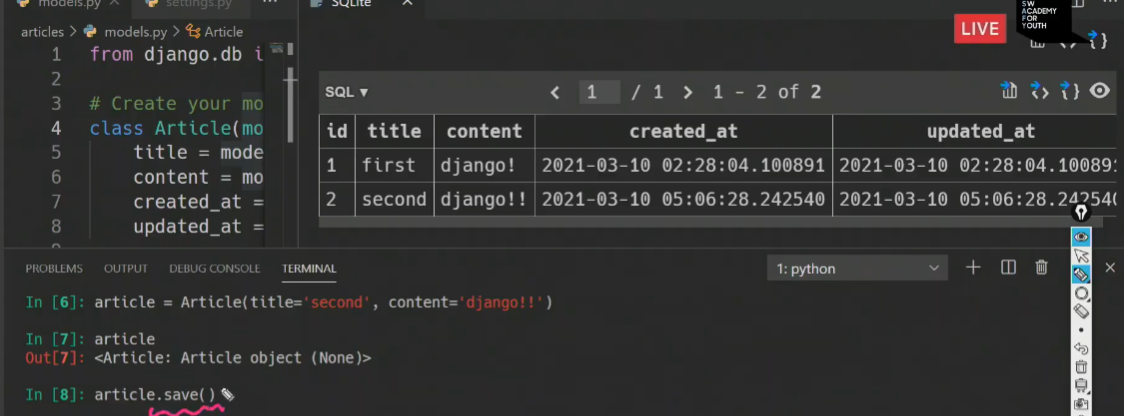 models.py settings.py ... SQLite
SW
ACADEMY
FOR
YOUTH
LIVE
articles > models.py > Article
1 from django.db i
2
3 # Create your mo
4 class Article(mo
5 title = mode
6 content = mo
7 created_at =
8 updated_at =
9
SQL ▼ < 1 / 1 > 1 - 2 of 2
id title content created_at updated_at
1 first django! 2021-03-10 02:28:04.100891 2021-03-10 02:28:04.100891
2 second django!! 2021-03-10 05:06:28.242540 2021-03-10 05:06:28.242540
PROBLEMS OUTPUT DEBUG CONSOLE TERMINAL 1: python
In [6]: article = Article(title='second', content='django!!')
In [7]: article
Out[7]: <Article: Article object (None)>
In [8]: article.save()